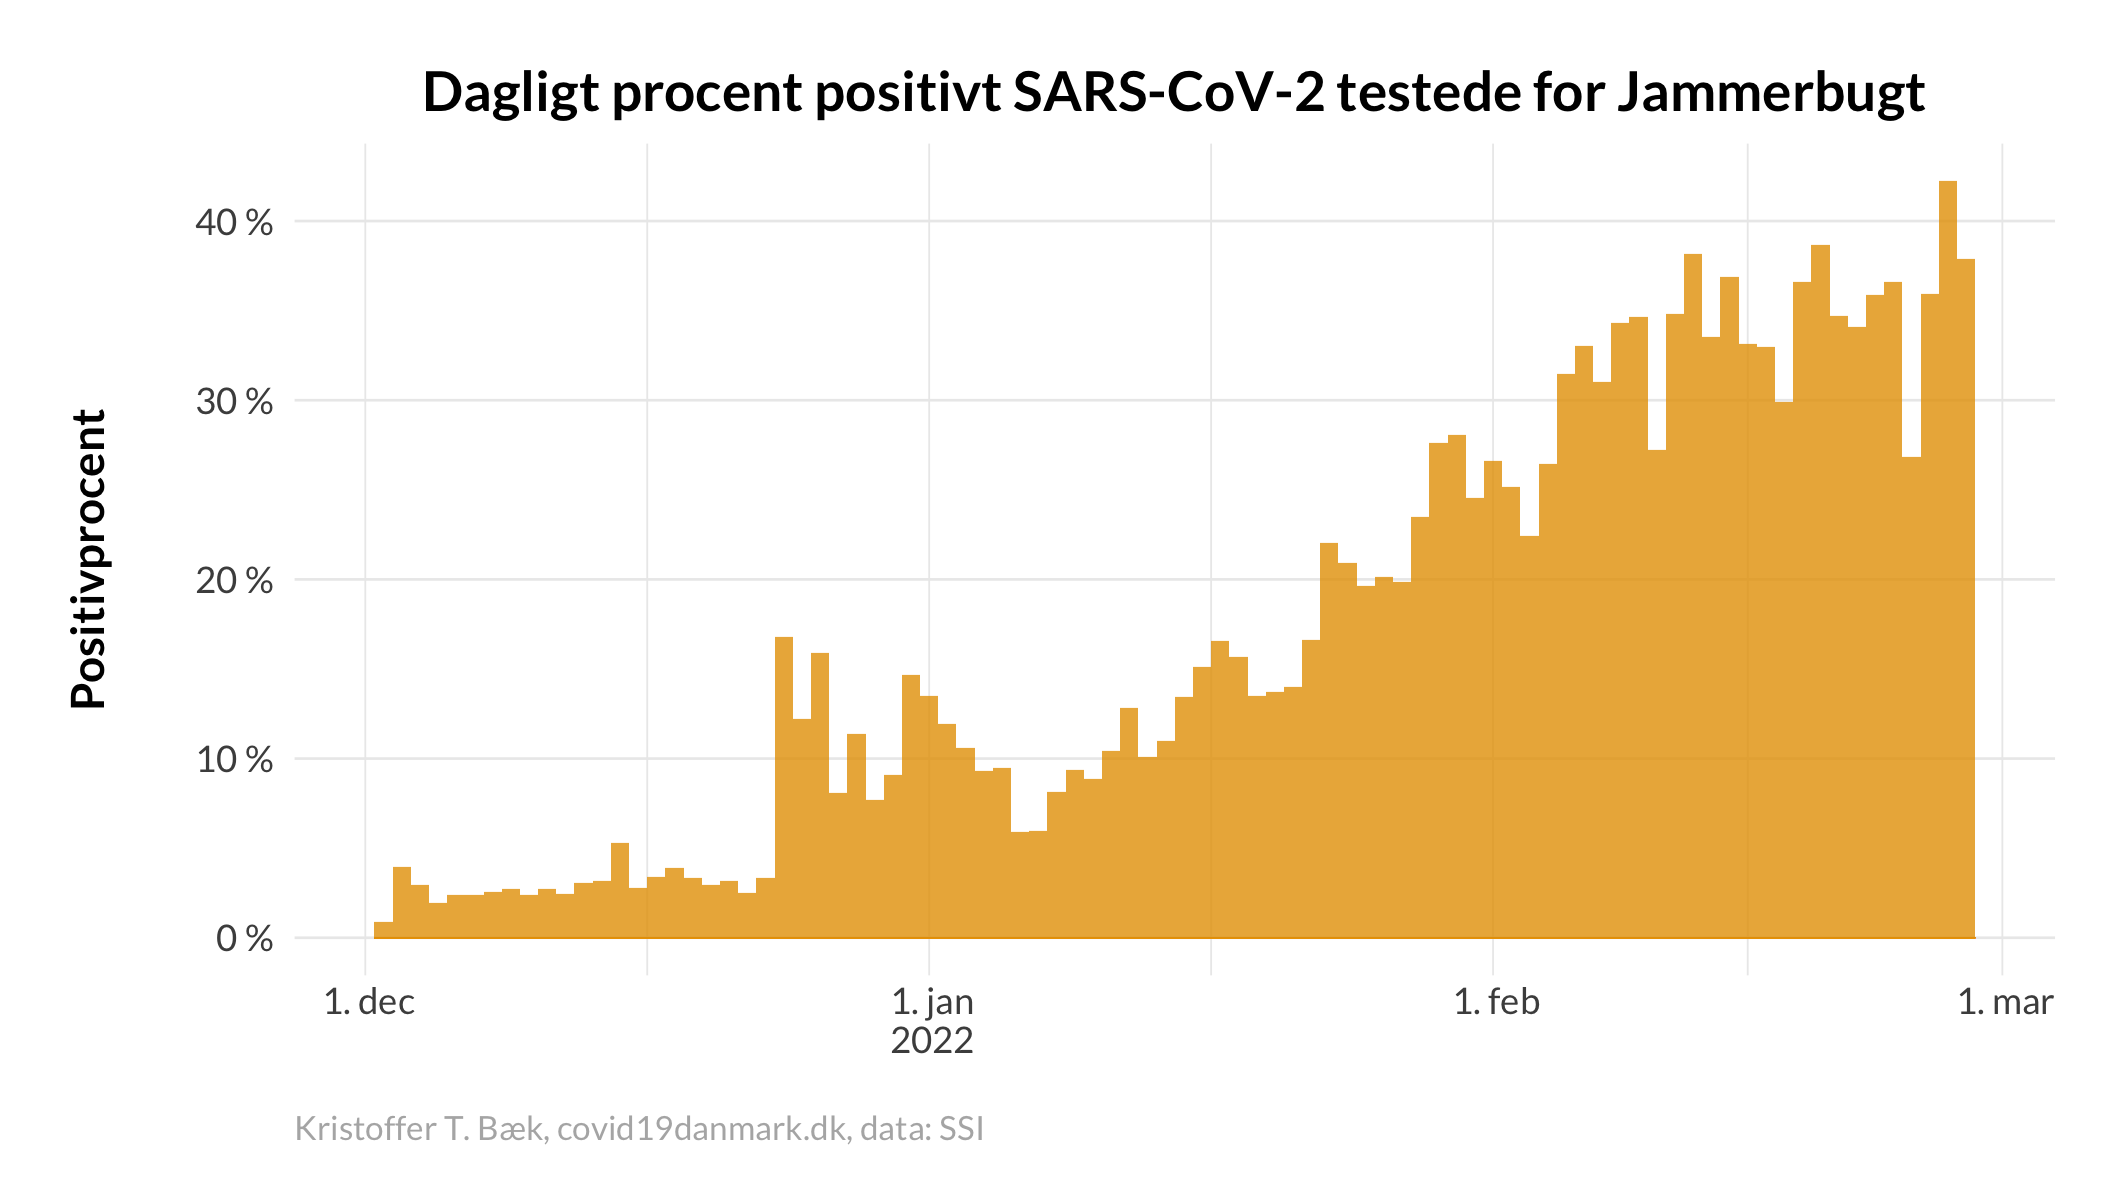 Dagligt procent positivt SARS-CoV-2 testede for Jammerbugt
Positivprocent
40 %
30 %
20 %
10 %
0 %
1. dec
1. jan
2022
1. feb
1. mar
Kristoffer T. Bæk, covid19danmark.dk, data: SSI